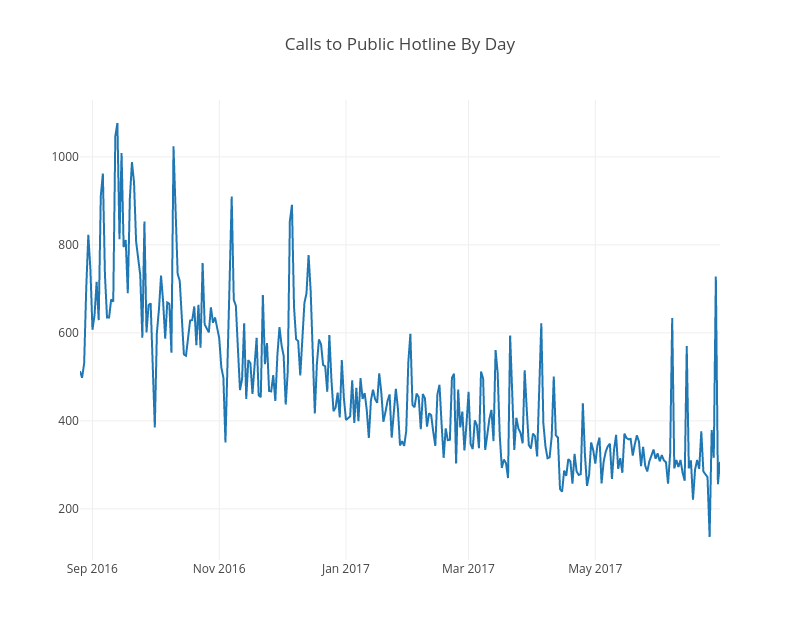 Calls to Public Hotline By Day
1000
800
600
400
200
Sep 2016
Nov 2016
Jan 2017
Mar 2017
May 2017